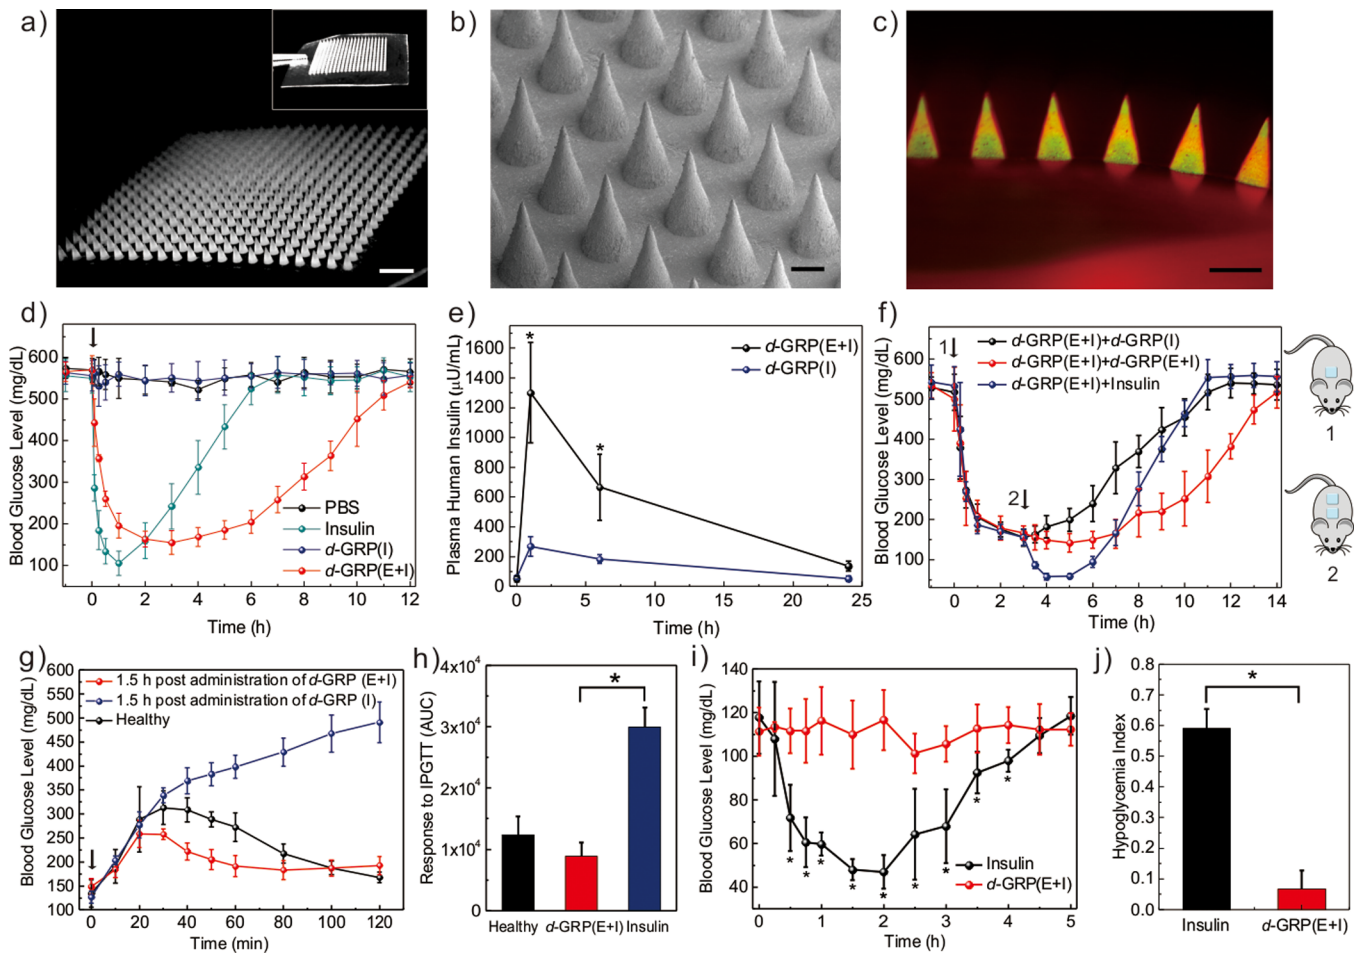 a)
b)
c)
d)
Blood Glucose Level (mg/dL)
600
500
400
300
200
100
PBS
Insulin
d-GRP(I)
d-GRP(E+I)
0 2 4 6 8 10 12
Time (h)
e)
Plasma Human Insulin (μU/mL)
1600
1400
1200
1000
800
600
400
200
0
*
*
d-GRP(E+I)
d-GRP(I)
0 5 10 15 20 25
Time (h)
f)
Blood Glucose Level (mg/dL)
600
500
400
300
200
100
1
2
d-GRP(E+I)+d-GRP(I)
d-GRP(E+I)+d-GRP(E+I)
d-GRP(E+I)+Insulin
0 2 4 6 8 10 12 14
Time (h)
1
2
g)
Blood Glucose Level (mg/dL)
600
550
500
450
400
350
300
250
200
150
100
1.5 h post administration of d-GRP (E+I)
1.5 h post administration of d-GRP (I)
Healthy
0 20 40 60 80 100 120
Time (min)
h)
Response to IPGTT (AUC)
4x10⁴
3x10⁴
2x10⁴
1x10⁴
0
*
Healthy d-GRP(E+I) Insulin
i)
Blood Glucose Level (mg/dL)
140
120
100
80
60
40
* * * * * * * * *
Insulin
d-GRP(E+I)
0 1 2 3 4 5
Time (h)
j)
Hypoglycemia Index
0.8
0.7
0.6
0.5
0.4
0.3
0.2
0.1
0.0
*
Insulin d-GRP(E+I)